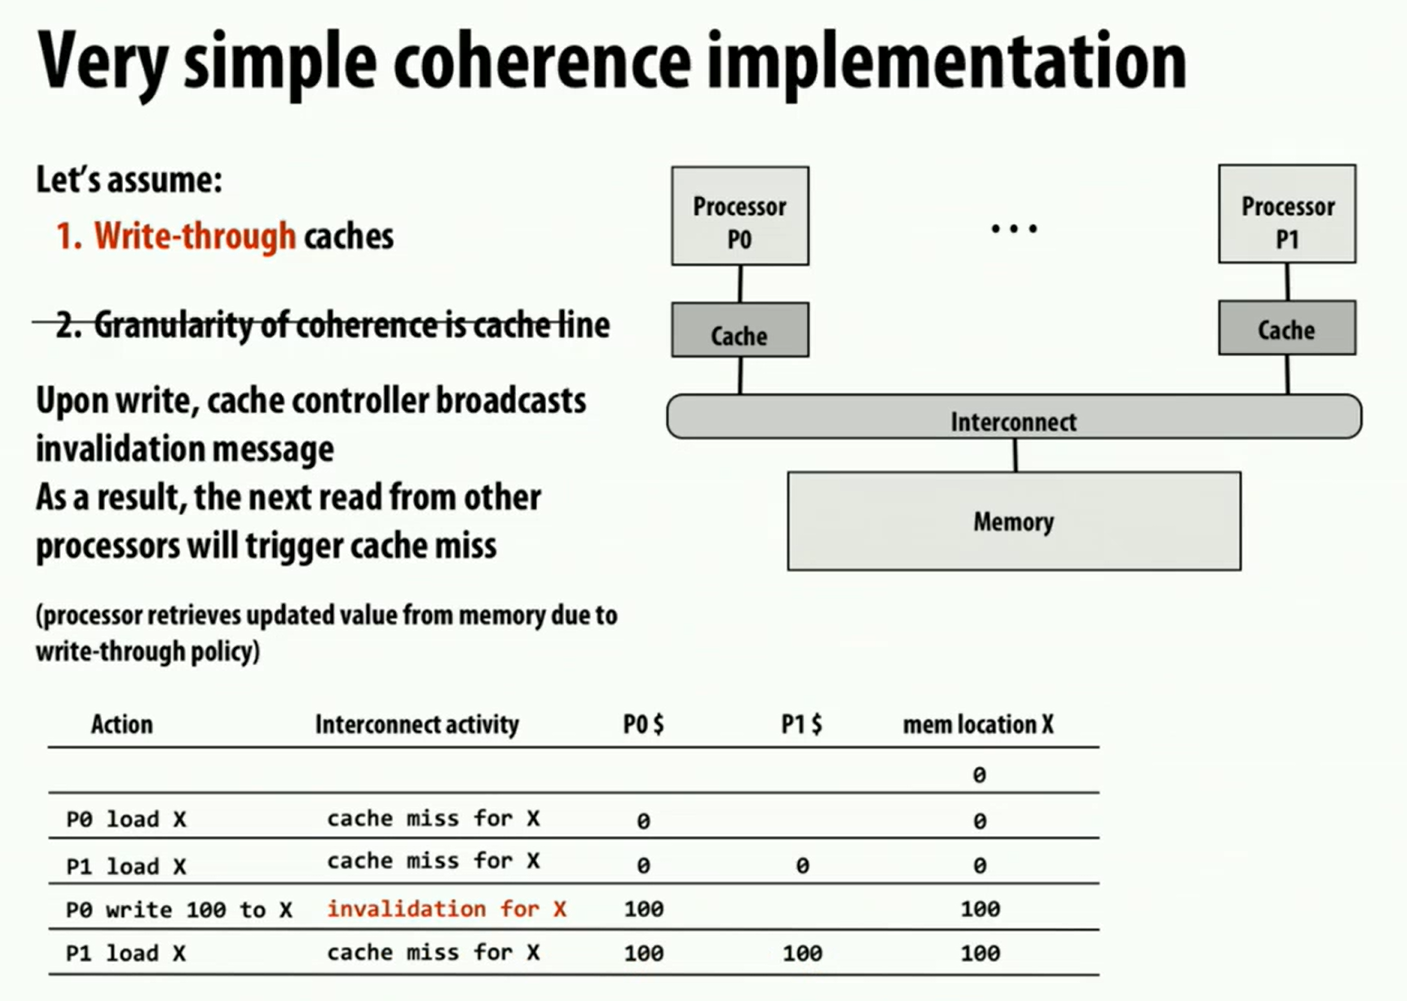 Very simple coherence implementation
Let's assume:
1. Write-through caches
2. Granularity of coherence is cache line
Upon write, cache controller broadcasts
invalidation message
As a result, the next read from other
processors will trigger cache miss
(processor retrieves updated value from memory due to
write-through policy)
Processor
P0
...
Processor
P1
Cache
Cache
Interconnect
Memory
Action Interconnect activity P0 $ P1 $ mem location X
0
P0 load X cache miss for X 0 0
P1 load X cache miss for X 0 0 0
P0 write 100 to X invalidation for X 100 100
P1 load X cache miss for X 100 100 100